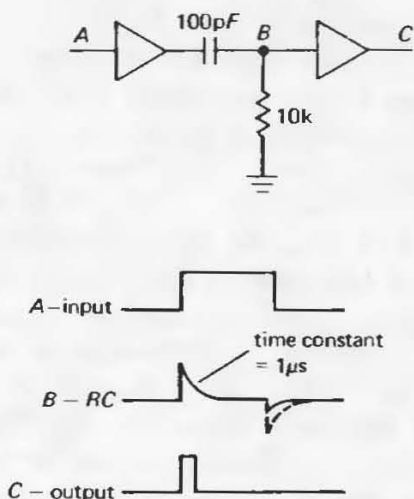 100pF
A
B
C
10k
A–input
time constant
= 1μs
B – RC
C – output